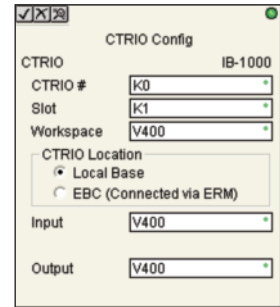 CTRIO Config
CTRIO IB-1000
CTRIO # K0
Slot K1
Workspace V400
CTRIO Location
Local Base
EBC (Connected via ERM)
Input V400
Output V400